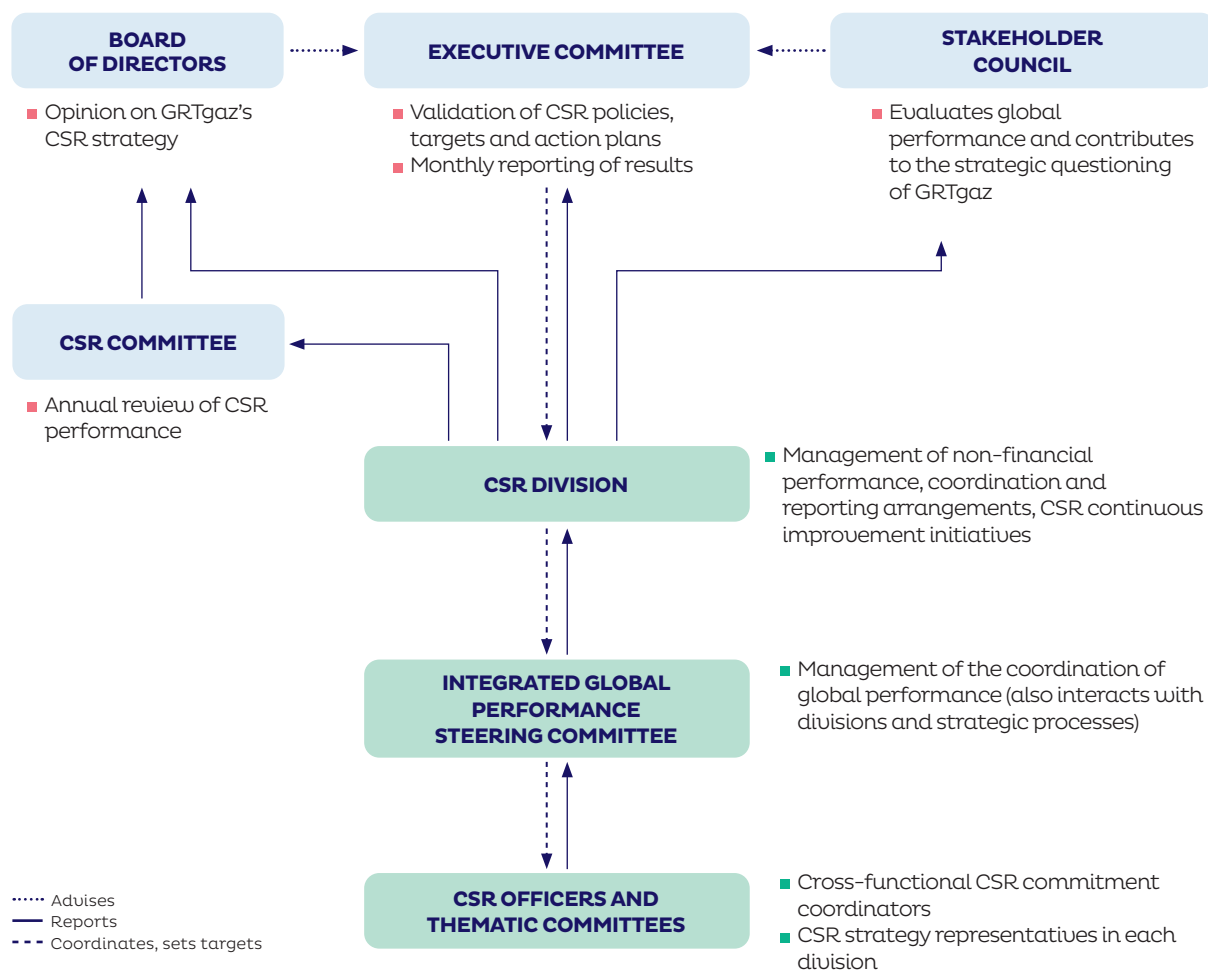 BOARD
OF DIRECTORS
EXECUTIVE COMMITTEE
STAKEHOLDER
COUNCIL
Opinion on GRTgaz's
CSR strategy
Validation of CSR policies,
targets and action plans
Monthly reporting of results
Evaluates global
performance and contributes
to the strategic questioning
of GRTgaz
CSR COMMITTEE
Annual review of CSR
performance
CSR DIVISION
Management of non-financial
performance, coordination and
reporting arrangements, CSR continuous
improvement initiatives
INTEGRATED GLOBAL
PERFORMANCE
STEERING COMMITTEE
Management of the coordination of
global performance (also interacts with
divisions and strategic processes)
CSR OFFICERS AND
THEMATIC COMMITTEES
Cross-functional CSR commitment
coordinators
CSR strategy representatives in each
division
Advises
Reports
Coordinates, sets targets